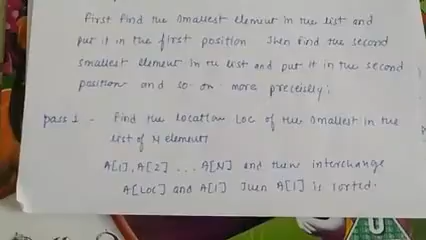 First find the smallest element in the list and
put it in the first position Then find the second
smallest element in the list and put it in the second
position and so on more precisely;
pass 1 - Find the location LOC of the smallest in the
list of N elements
A[1], A[2] ... A[N] and then interchange
A[LOC] and A[1] Then A[1] is sorted.
U